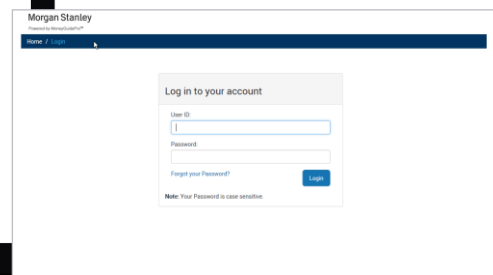 Morgan Stanley
Powered by MoneyGuidePro™
Home / Login
Log in to your account
User ID:
Password:
Forgot your Password?
Login
Note: Your Password is case sensitive.